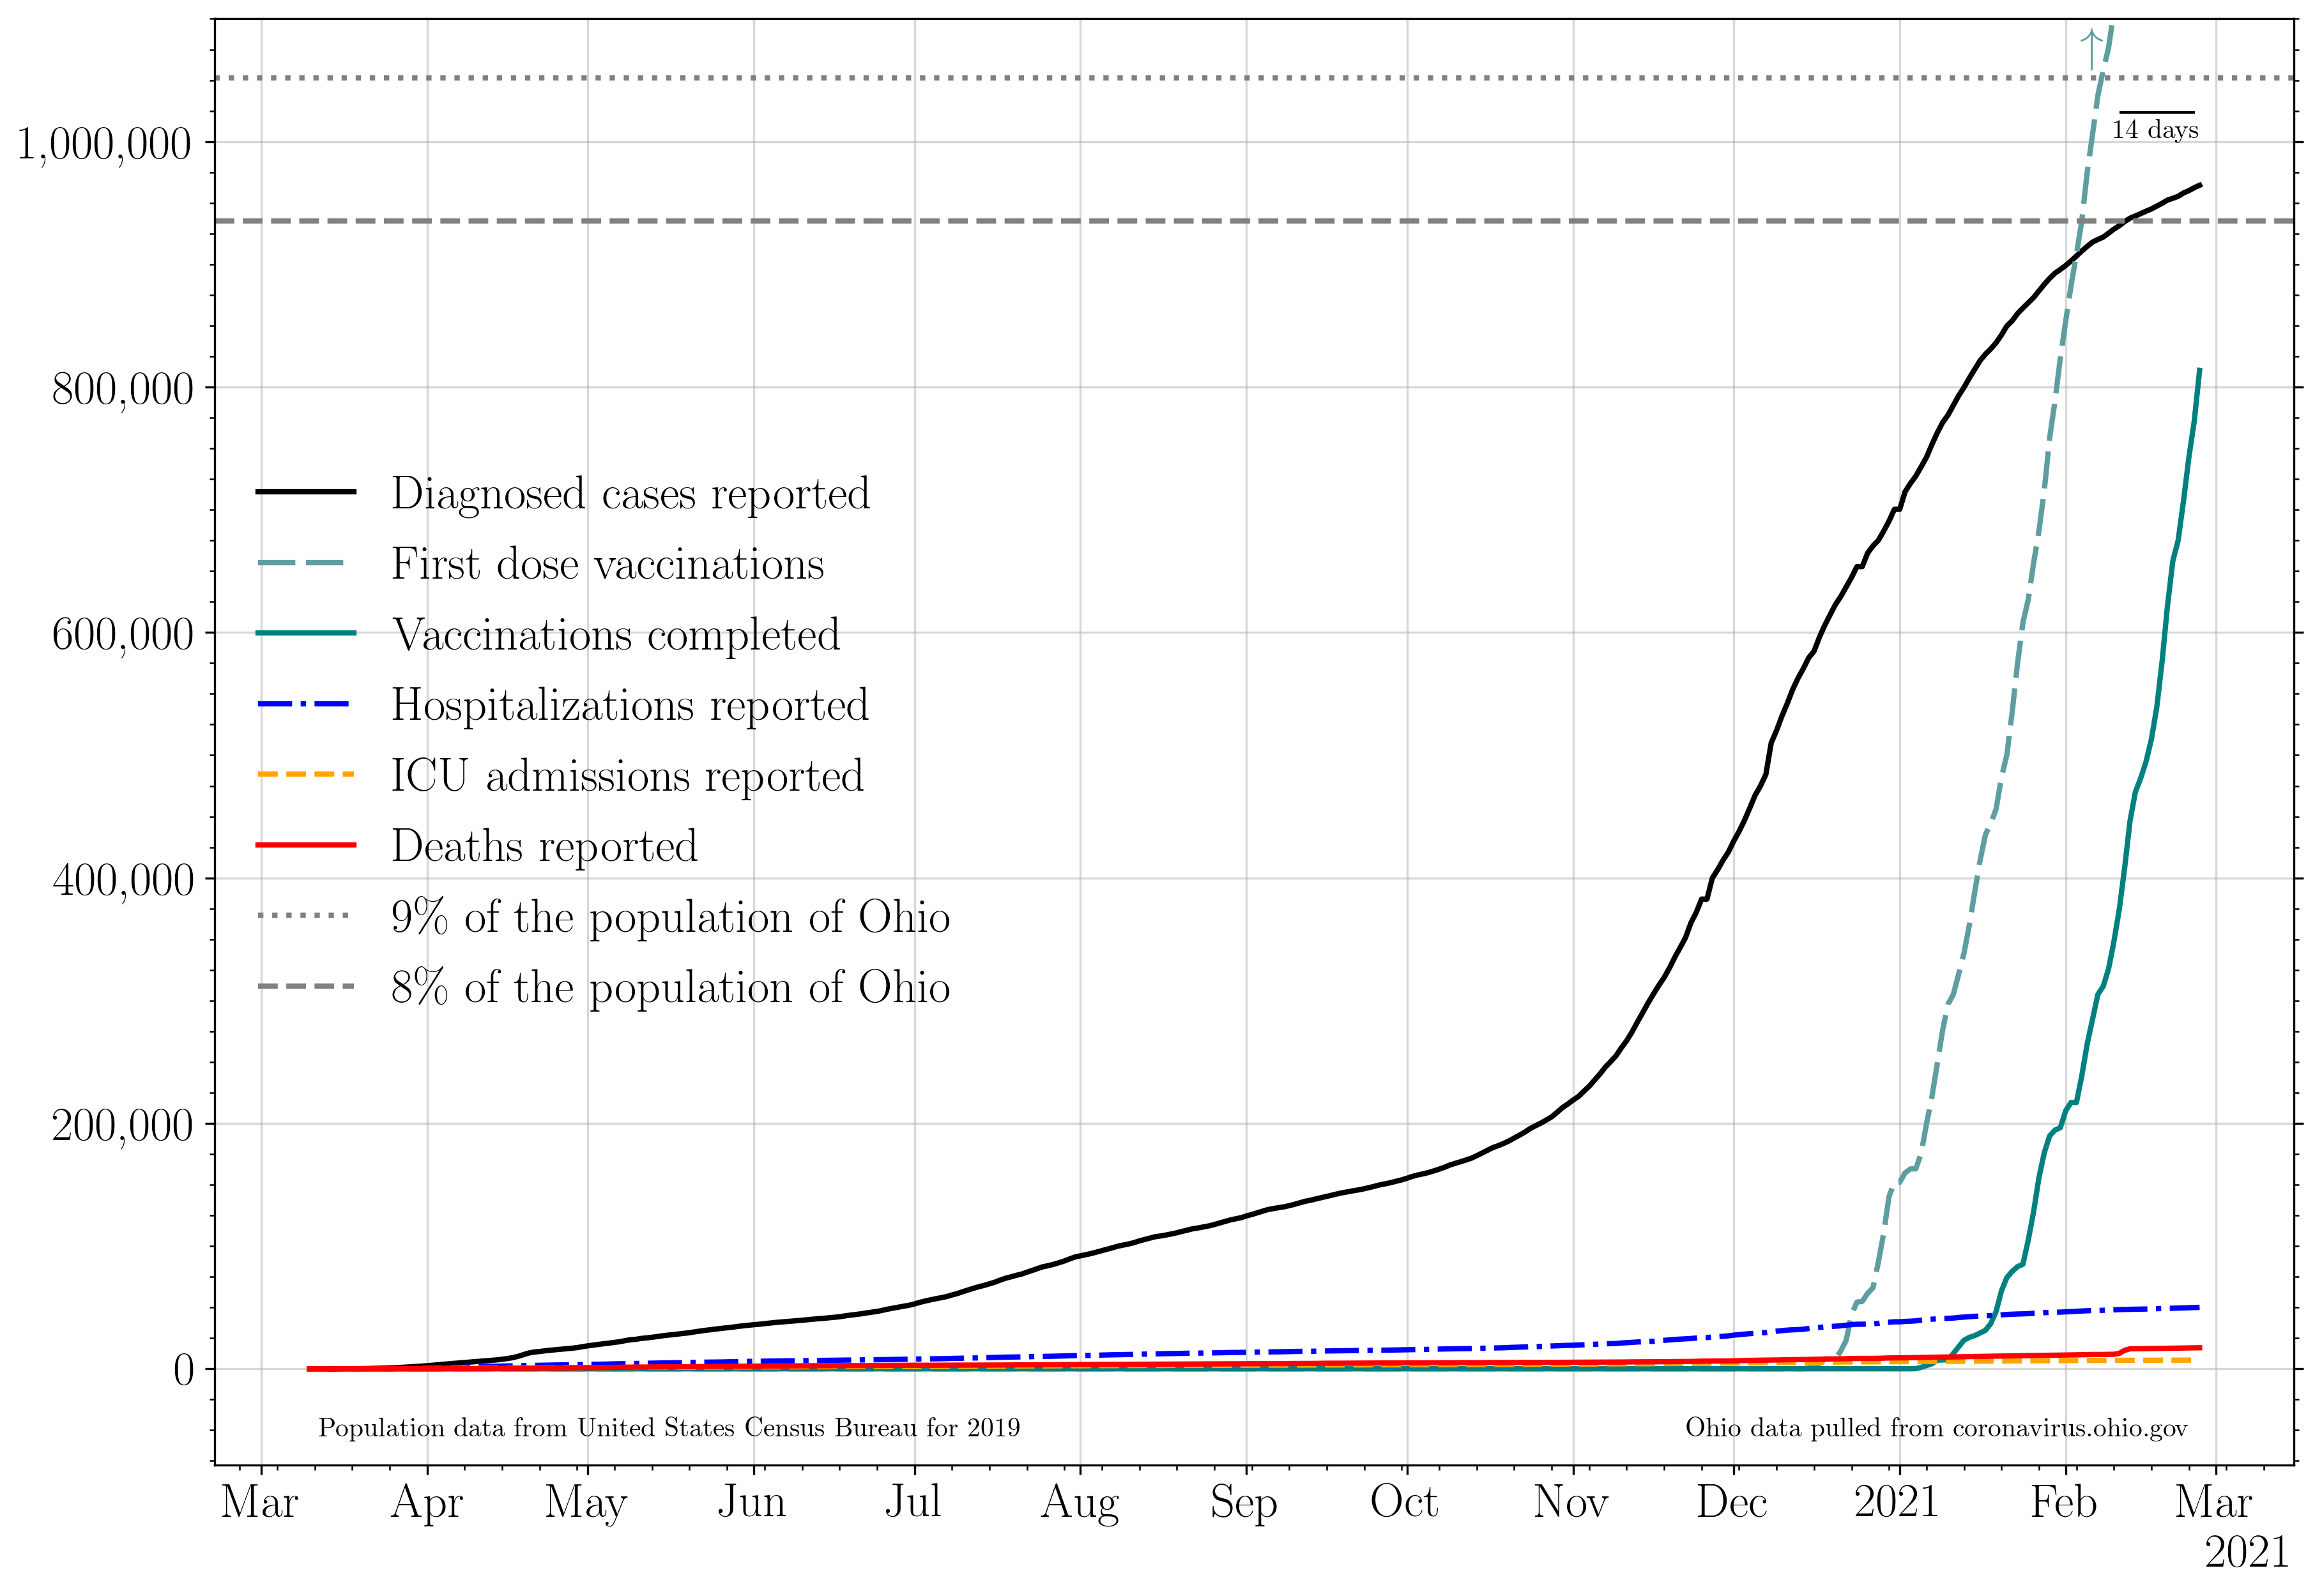 ↑
1,000,000
14 days
800,000
Diagnosed cases reported
First dose vaccinations
600,000
Vaccinations completed
Hospitalizations reported
ICU admissions reported
Deaths reported
400,000
9% of the population of Ohio
8% of the population of Ohio
200,000
0
Population data from United States Census Bureau for 2019
Ohio data pulled from coronavirus.ohio.gov
Mar Apr May Jun Jul Aug Sep Oct Nov Dec 2021 Feb Mar
2021